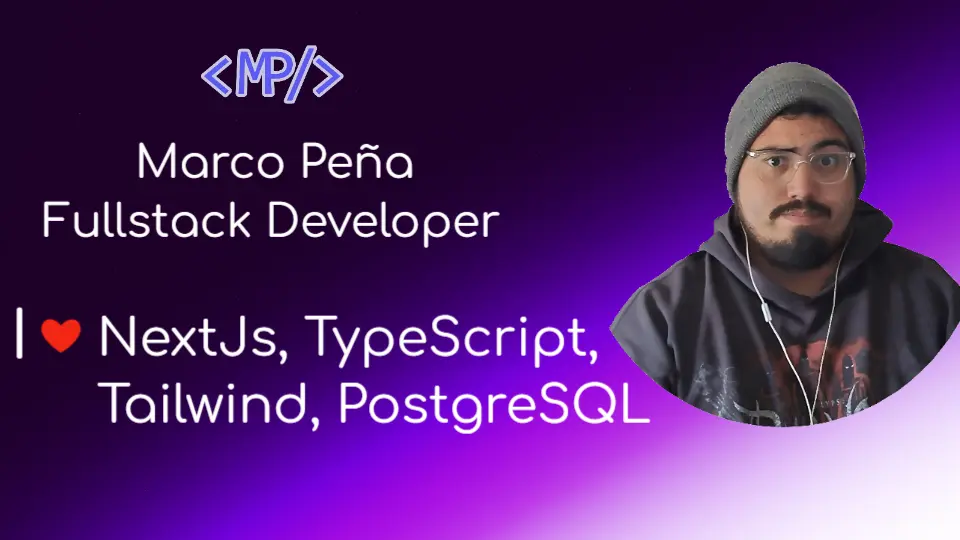 <MP/>
Marco Peña
Fullstack Developer
I ❤ NextJs, TypeScript,
Tailwind, PostgreSQL